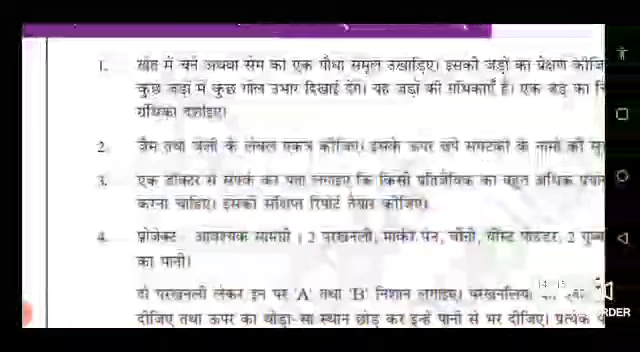 1. खेत में चने अथवा सेम का एक पौधा समूल उखाड़िए। इसकी जड़ों का प्रेक्षण कीजि
कुछ जड़ों में कुछ गोल उभार दिखाई देंगे। यह जड़ों की ग्रंथिकाएँ हैं। एक जड़ का चि
ग्रंथिका दर्शाइए।
2. जैम तथा जेली के लेबल एकत्र कीजिए। इसके ऊपर छपे संघटकों के नामों की सू
3. एक डॉक्टर से संपर्क कर पता लगाइए कि किसी प्रतिजैविक का बहुत अधिक प्रयोग
करना चाहिए। इसकी संक्षिप्त रिपोर्ट तैयार कीजिए।
4. प्रोजेक्ट - आवश्यक सामग्री : 2 परखनली, मार्कर पेन, चीनी, यीस्ट पाउडर, 2 गुब्बा
का पानी।
दो परखनली लेकर इन पर 'A' तथा 'B' निशान लगाइए। परखनलियों
दीजिए तथा ऊपर का थोड़ा-सा स्थान छोड़ कर इन्हें पानी से भर दीजिए। प्रत्येक
RDER